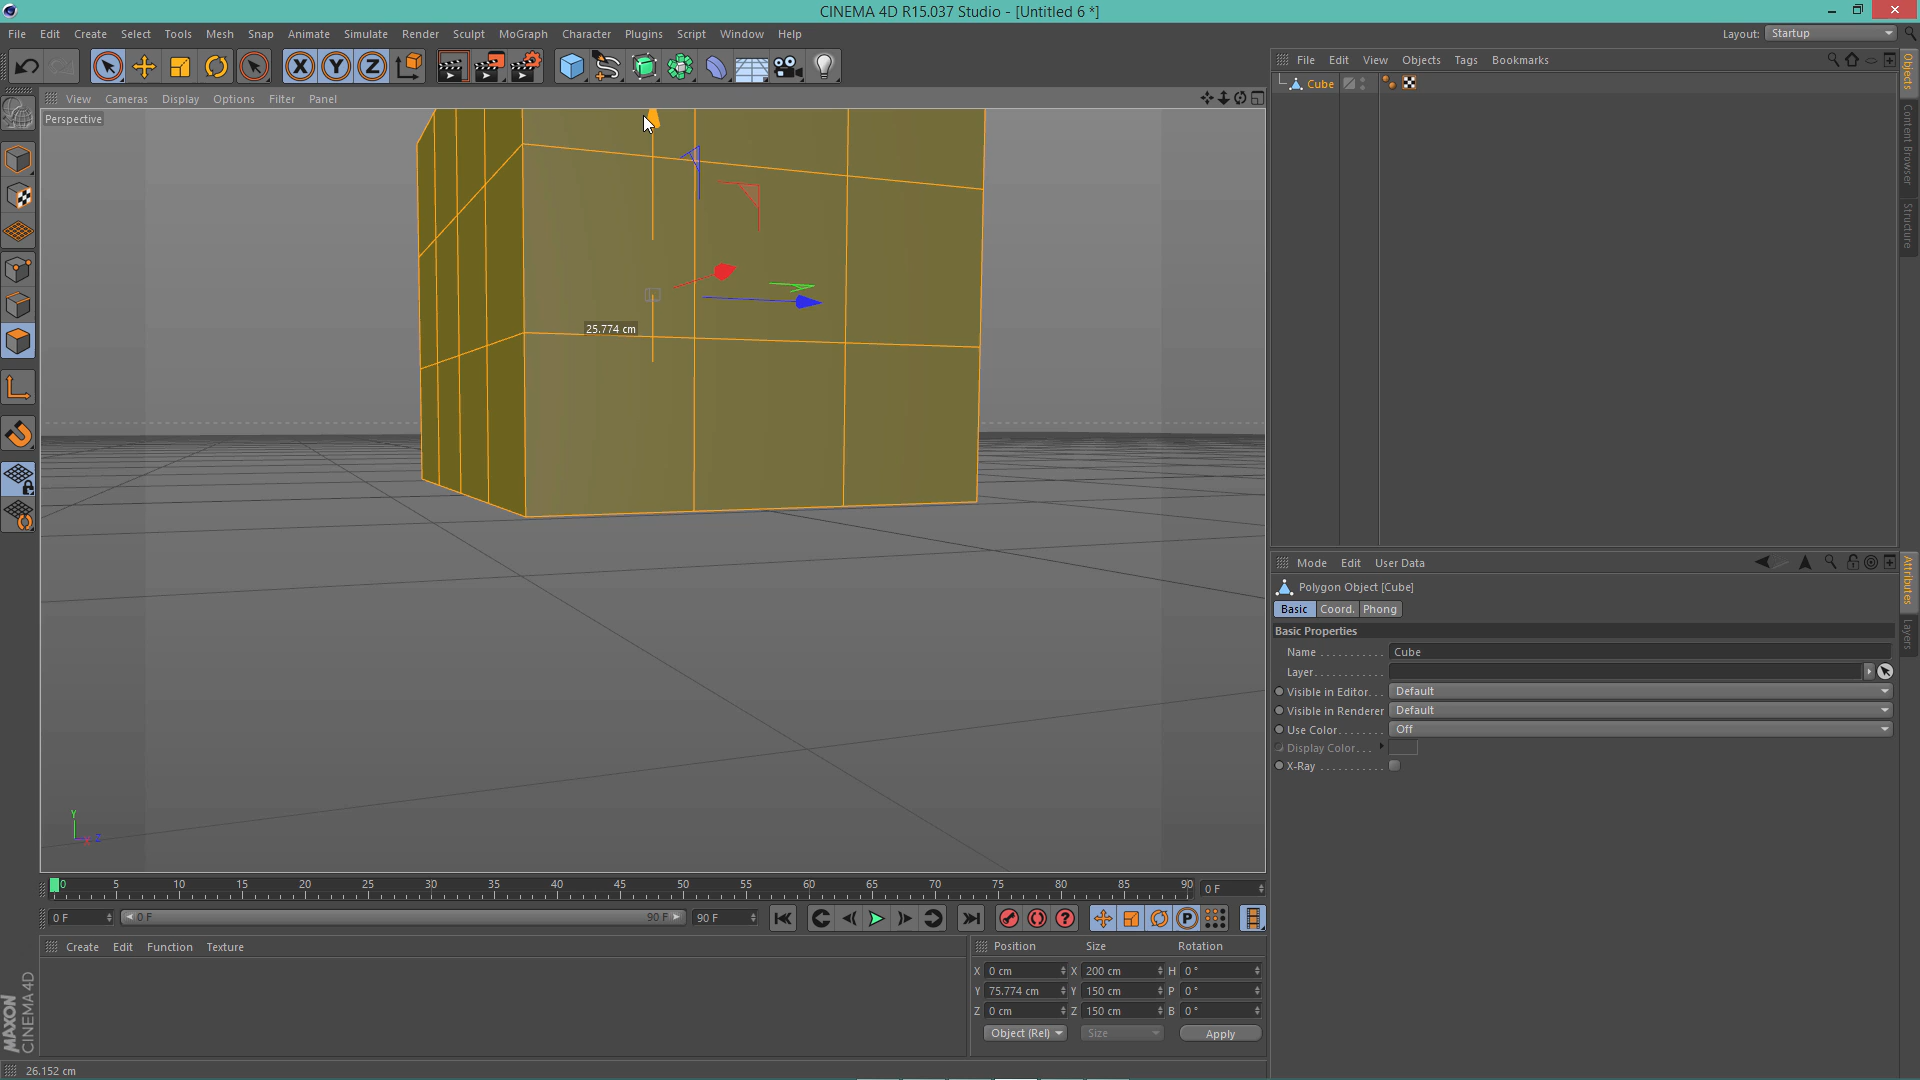 CINEMA 4D R15.037 Studio - [Untitled 6 *]
File Edit Create Select Tools Mesh Snap Animate Simulate Render Sculpt MoGraph Character Plugins Script Window Help
Layout: Startup
X Y Z
View Cameras Display Options Filter Panel
Perspective
25.774 cm
Y
X Z
File Edit View Objects Tags Bookmarks
Cube
Objects
Content Browser
Structure
Mode Edit User Data
Polygon Object [Cube]
Basic Coord. Phong
Basic Properties
Name Cube
Layer
Visible in Editor Default
Visible in Renderer Default
Use Color Off
Display Color
X-Ray
Attributes
Layers
0 5 10 15 20 25 30 35 40 45 50 55 60 65 70 75 80 85 90 0 F
0 F 0 F 90 F 90 F
P
Create Edit Function Texture
Position Size Rotation
X 0 cm X 200 cm H 0 °
Y 75.774 cm Y 150 cm P 0 °
Z 0 cm Z 150 cm B 0 °
Object (Rel) Size Apply
MAXON
CINEMA 4D
26.152 cm